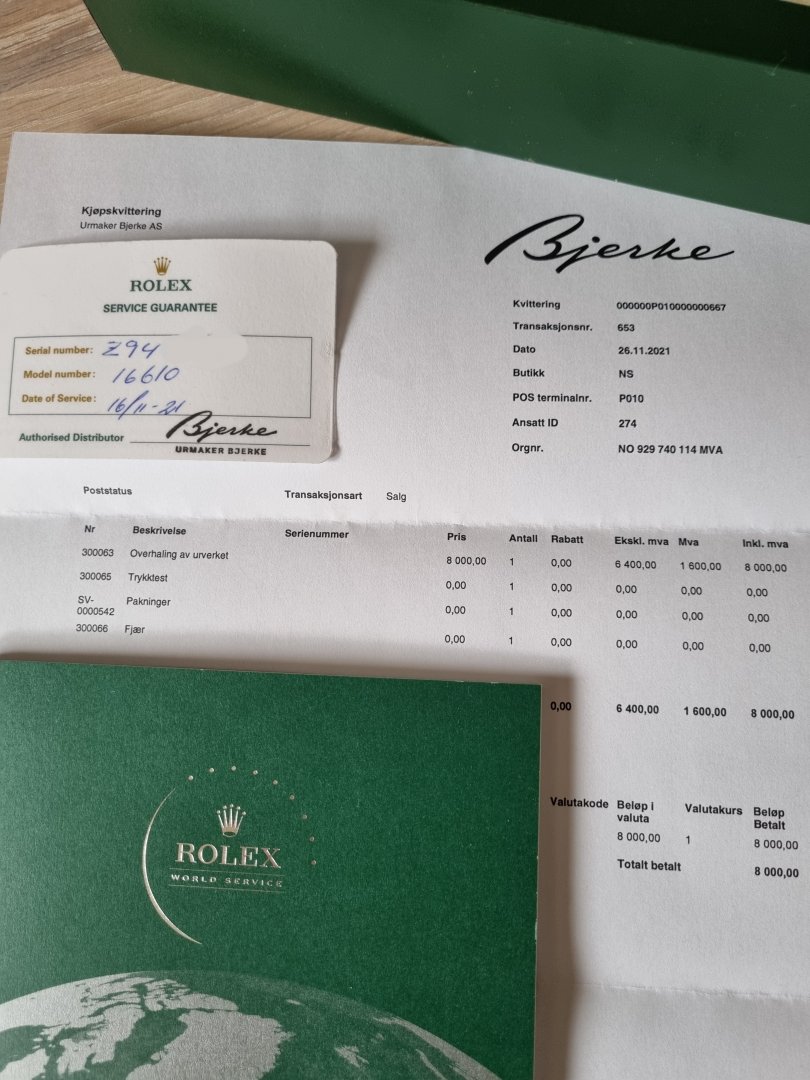 Kjøpskvittering
Urmaker Bjerke AS
Bjerke
ROLEX
SERVICE GUARANTEE
Serial number: Z94
Model number: 16610
Date of Service: 16/11-21
Authorised Distributor Bjerke
URMAKER BJERKE
Kvittering 000000P010000000667
Transaksjonsnr. 653
Dato 26.11.2021
Butikk NS
POS terminalnr. P010
Ansatt ID 274
Orgnr. NO 929 740 114 MVA
Poststatus Transaksjonsart Salg
Nr Beskrivelse Serienummer Pris Antall Rabatt Ekskl. mva Mva Inkl. mva
300063 Overhaling av urverket 8 000,00 1 0,00 6 400,00 1 600,00 8 000,00
300065 Trykktest 0,00 1 0,00 0,00 0,00 0,00
SV-
0000542 Pakninger 0,00 1 0,00 0,00 0,00 0,00
300066 Fjær 0,00 1 0,00 0,00 0,00 0,00
0,00 6 400,00 1 600,00 8 000,00
Valutakode Beløp i valuta Valutakurs Beløp Betalt
8 000,00 1 8 000,00
Totalt betalt 8 000,00
ROLEX
WORLD SERVICE